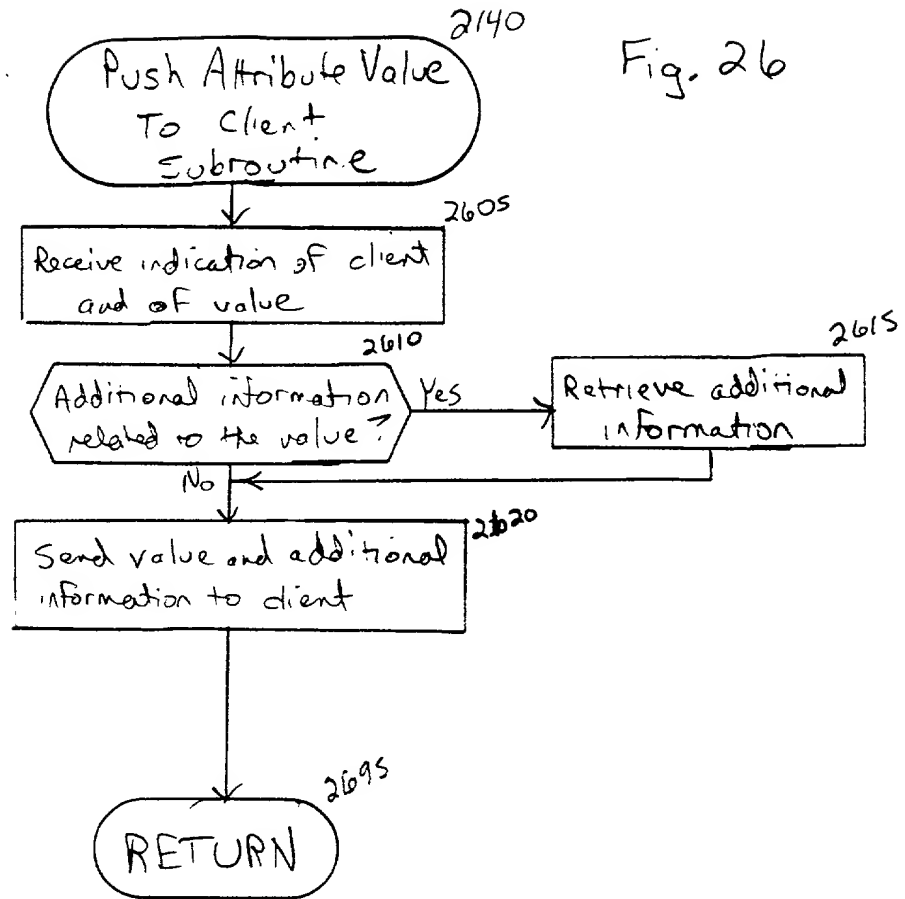 2140
Fig. 26
Push Attribute Value
To Client
Subroutine
2605
Receive indication of client
and of value
2610
2615
Additional information
related to the value?
Yes
Retrieve additional
information
No
2620
Send value and additional
information to client
2695
RETURN